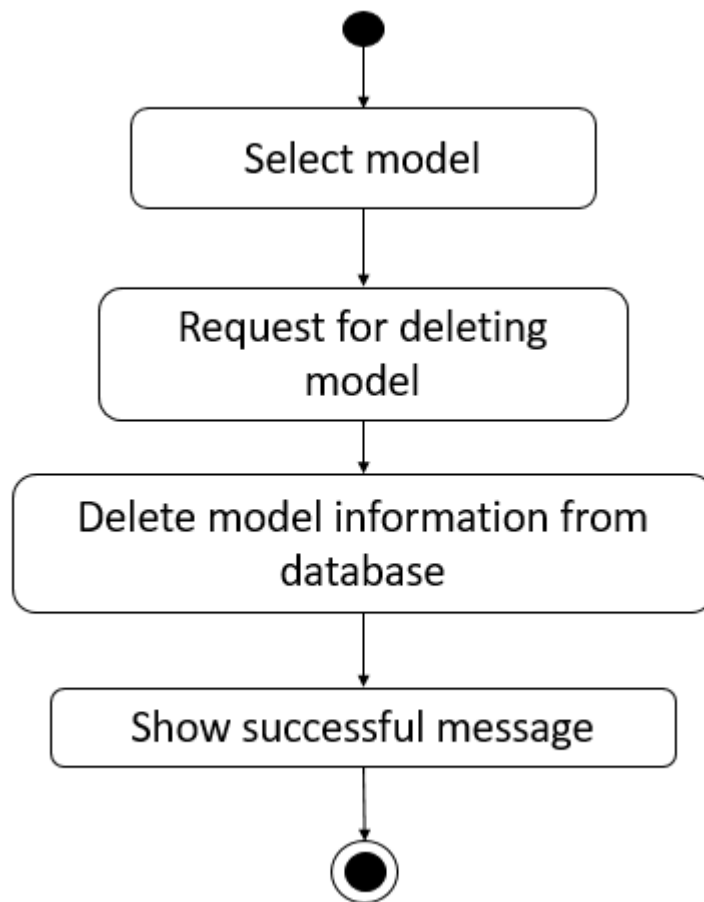 Select model
Request for deleting
model
Delete model information from
database
Show successful message